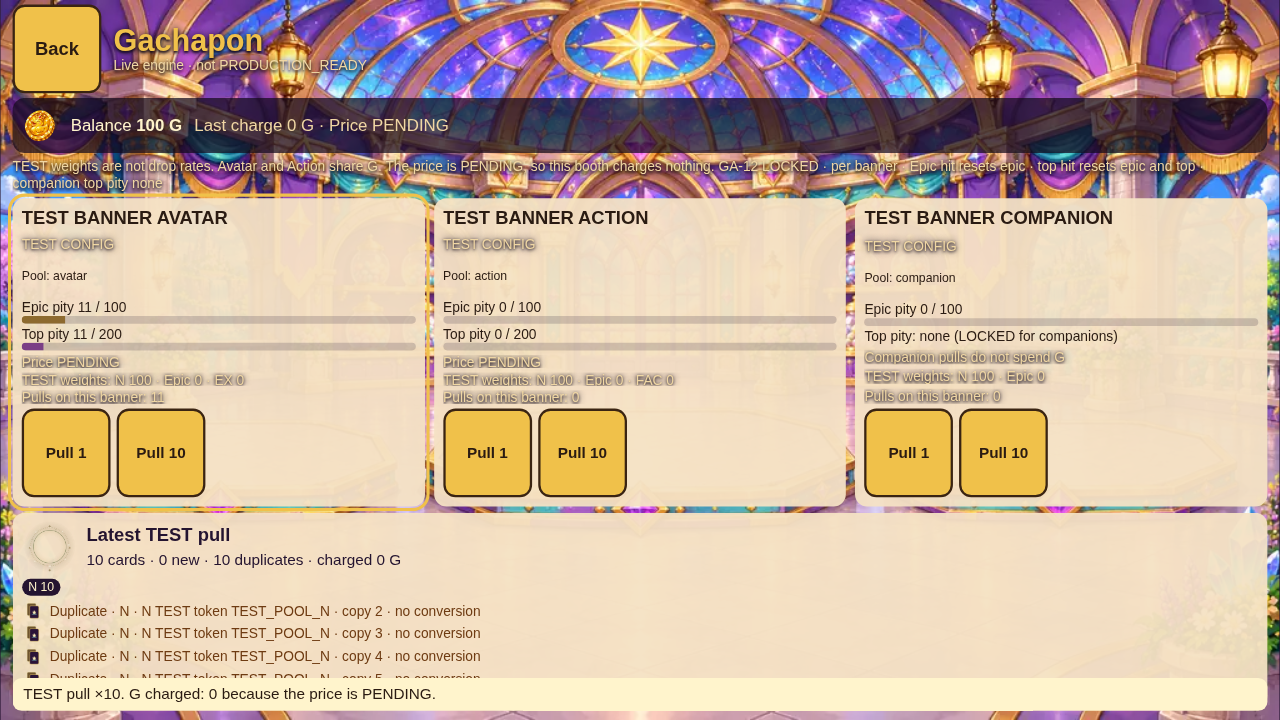 Back
Gachapon
Live engine · not PRODUCTION_READY
Balance 100 G Last charge 0 G · Price PENDING
TEST weights are not drop rates. Avatar and Action share G. The price is PENDING, so this booth charges nothing. GA-12 LOCKED · per banner · Epic hit resets epic · top hit resets epic and top ·
companion top pity none
TEST BANNER AVATAR
TEST CONFIG
Pool: avatar
Epic pity 11 / 100
Top pity 11 / 200
Price PENDING
TEST weights: N 100 · Epic 0 · EX 0
Pulls on this banner: 11
Pull 1
Pull 10
TEST BANNER ACTION
TEST CONFIG
Pool: action
Epic pity 0 / 100
Top pity 0 / 200
Price PENDING
TEST weights: N 100 · Epic 0 · FAC 0
Pulls on this banner: 0
Pull 1
Pull 10
TEST BANNER COMPANION
TEST CONFIG
Pool: companion
Epic pity 0 / 100
Top pity: none (LOCKED for companions)
Companion pulls do not spend G
TEST weights: N 100 · Epic 0
Pulls on this banner: 0
Pull 1
Pull 10
Latest TEST pull
10 cards · 0 new · 10 duplicates · charged 0 G
N 10
Duplicate · N · N TEST token TEST_POOL_N · copy 2 · no conversion
Duplicate · N · N TEST token TEST_POOL_N · copy 3 · no conversion
Duplicate · N · N TEST token TEST_POOL_N · copy 4 · no conversion
Duplicate · N · N TEST token TEST_POOL_N · copy 5 · no conversion
TEST pull ×10. G charged: 0 because the price is PENDING.